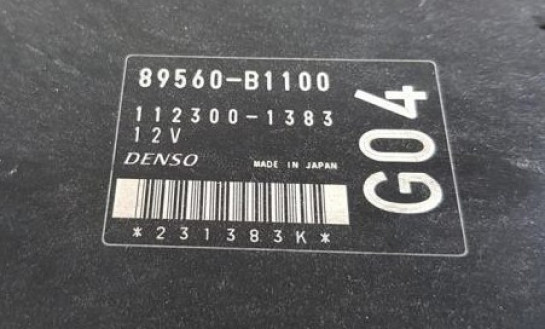 89560-B1100
112300-1383
12V
DENSO MADE IN JAPAN
*231383K*
G04